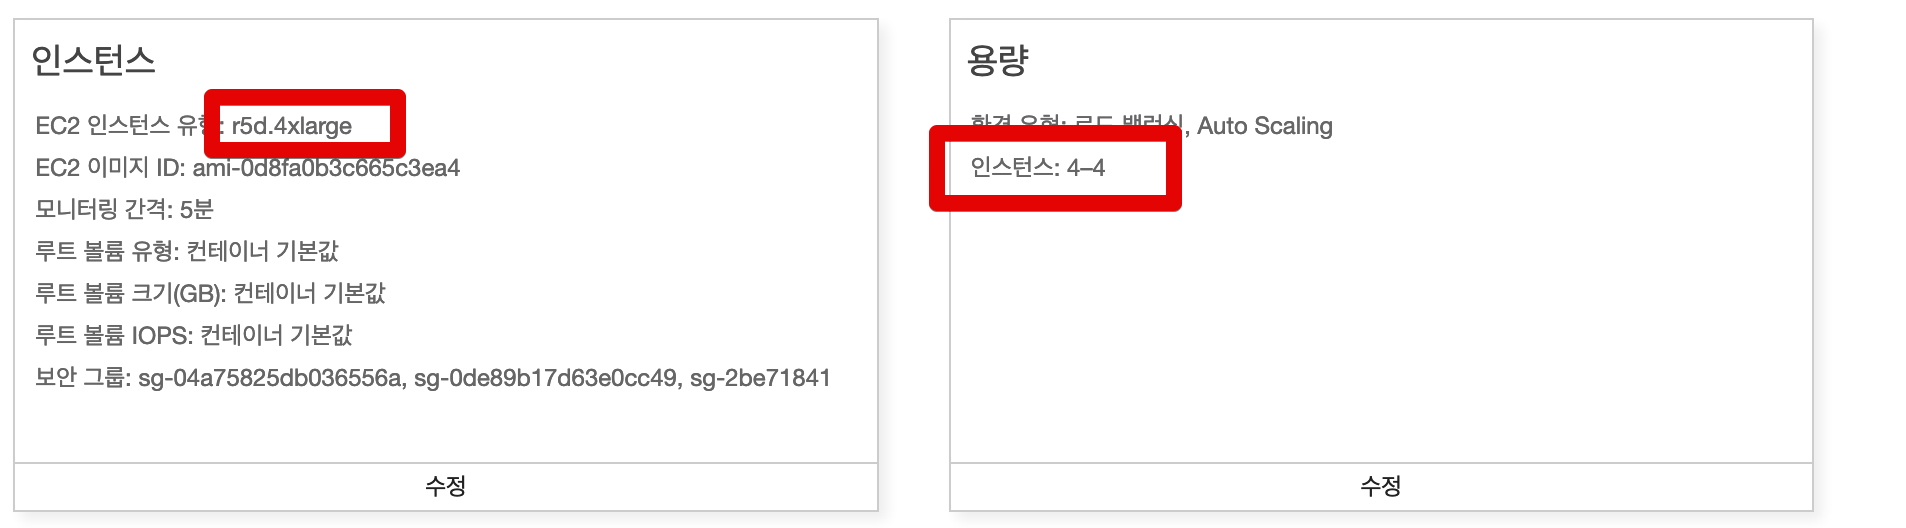 인스턴스
EC2 인스턴스 유형: r5d.4xlarge
EC2 이미지 ID: ami-0d8fa0b3c665c3ea4
모니터링 간격: 5분
루트 볼륨 유형: 컨테이너 기본값
루트 볼륨 크기(GB): 컨테이너 기본값
루트 볼륨 IOPS: 컨테이너 기본값
보안 그룹: sg-04a75825db036556a, sg-0de89b17d63e0cc49, sg-2be71841
수정
용량
환경 유형: 로드 밸런싱, Auto Scaling
인스턴스: 4–4
수정